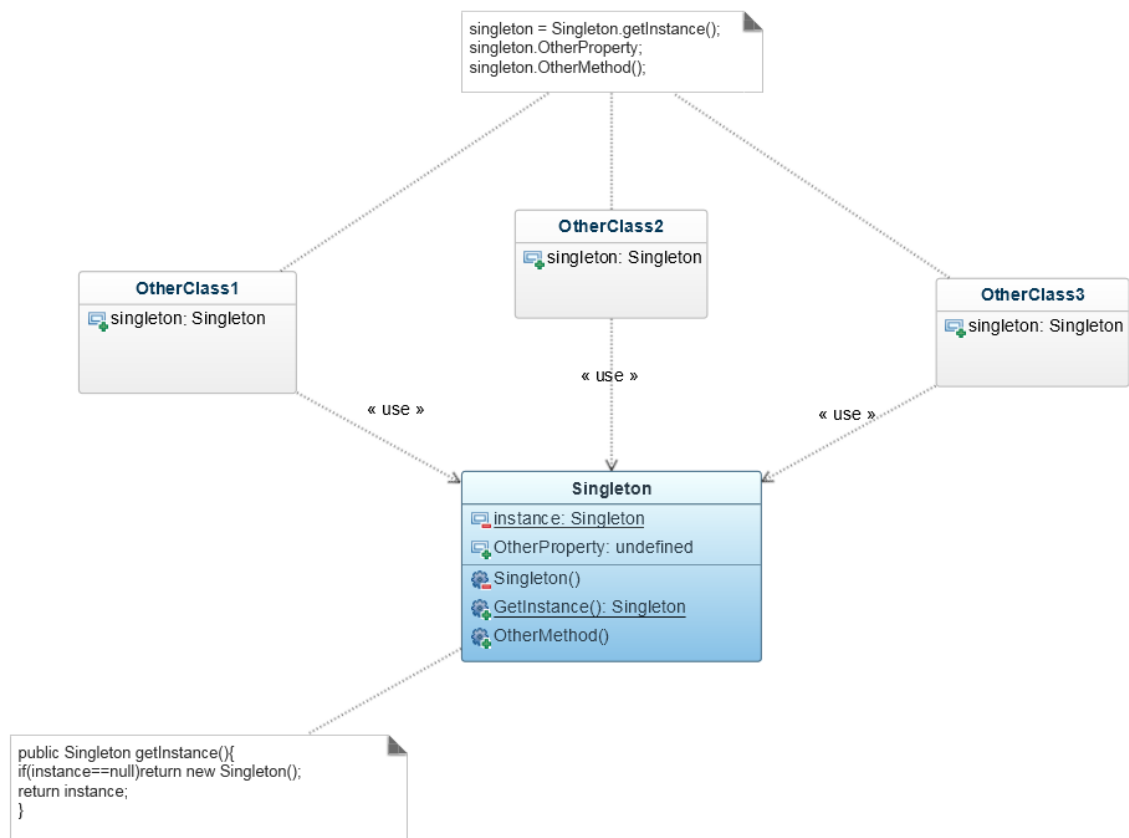 singleton = Singleton.getInstance();
singleton.OtherProperty;
singleton.OtherMethod();
OtherClass2
singleton: Singleton
OtherClass1
singleton: Singleton
OtherClass3
singleton: Singleton
« use »
« use »
« use »
Singleton
instance: Singleton
OtherProperty: undefined
Singleton()
GetInstance(): Singleton
OtherMethod()
public Singleton getInstance(){
if(instance==null)return new Singleton();
return instance;
}